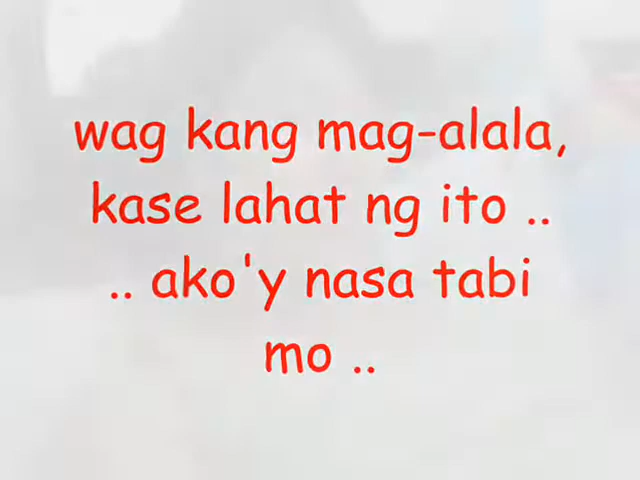 wag kang mag-alala,
kase lahat ng ito ..
.. ako'y nasa tabi
mo ..